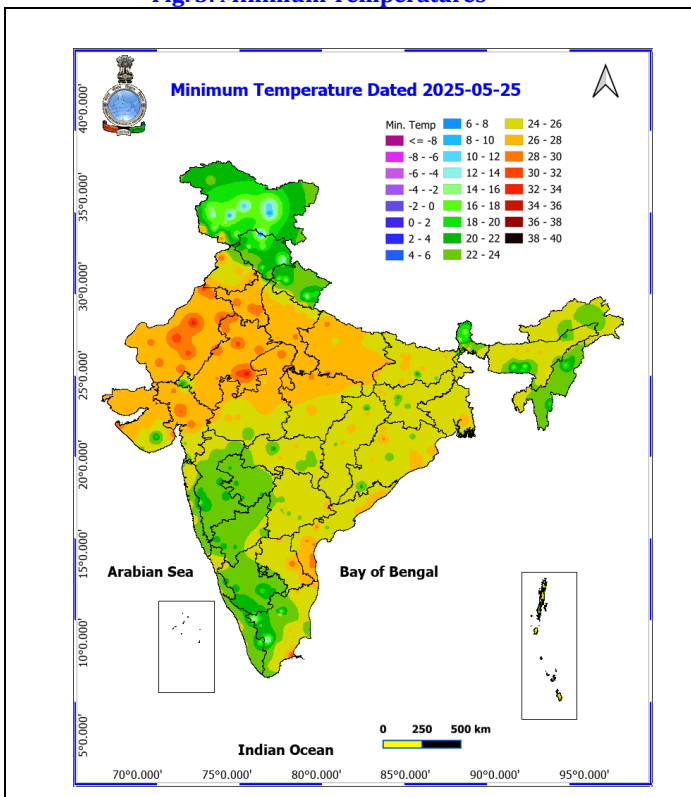 Fig. 3: Minimum Temperatures
Minimum Temperature Dated 2025-05-25
Min. Temp
<= -8
-8 - -6
-6 - -4
-4 - -2
-2 - 0
0 - 2
2 - 4
4 - 6
6 - 8
8 - 10
10 - 12
12 - 14
14 - 16
16 - 18
18 - 20
20 - 22
22 - 24
24 - 26
26 - 28
28 - 30
30 - 32
32 - 34
34 - 36
36 - 38
38 - 40
40°0.000'
35°0.000'
30°0.000'
25°0.000'
20°0.000'
15°0.000'
10°0.000'
5°0.000'
Arabian Sea
Bay of Bengal
Indian Ocean
0 250 500 km
70°0.000' 75°0.000' 80°0.000' 85°0.000' 90°0.000' 95°0.000'